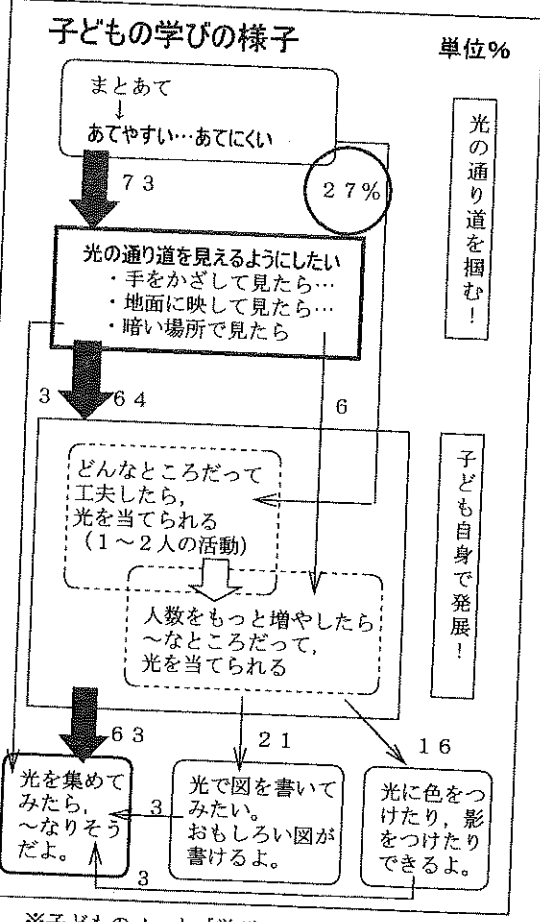 子どもの学びの様子
単位%
まとあて
↓
あてやすい…あてにくい
73
27%
光の通り道を掴む!
光の通り道を見えるようにしたい
・手をかざして見たら…
・地面に映して見たら…
・暗い場所で見たら
3
64
6
どんなところだって
工夫したら,
光を当てられる
(1~2人の活動)
子ども自身で発展!
人数をもっと増やしたら
~なところだって,
光を当てられる
63
21
16
光を集めて
みたら,
~なりそう
だよ。
3
光で図を書いて
みたい。
おもしろい図が
書けるよ。
光に色をつ
けたり,影
をつけたり
できるよ。
3